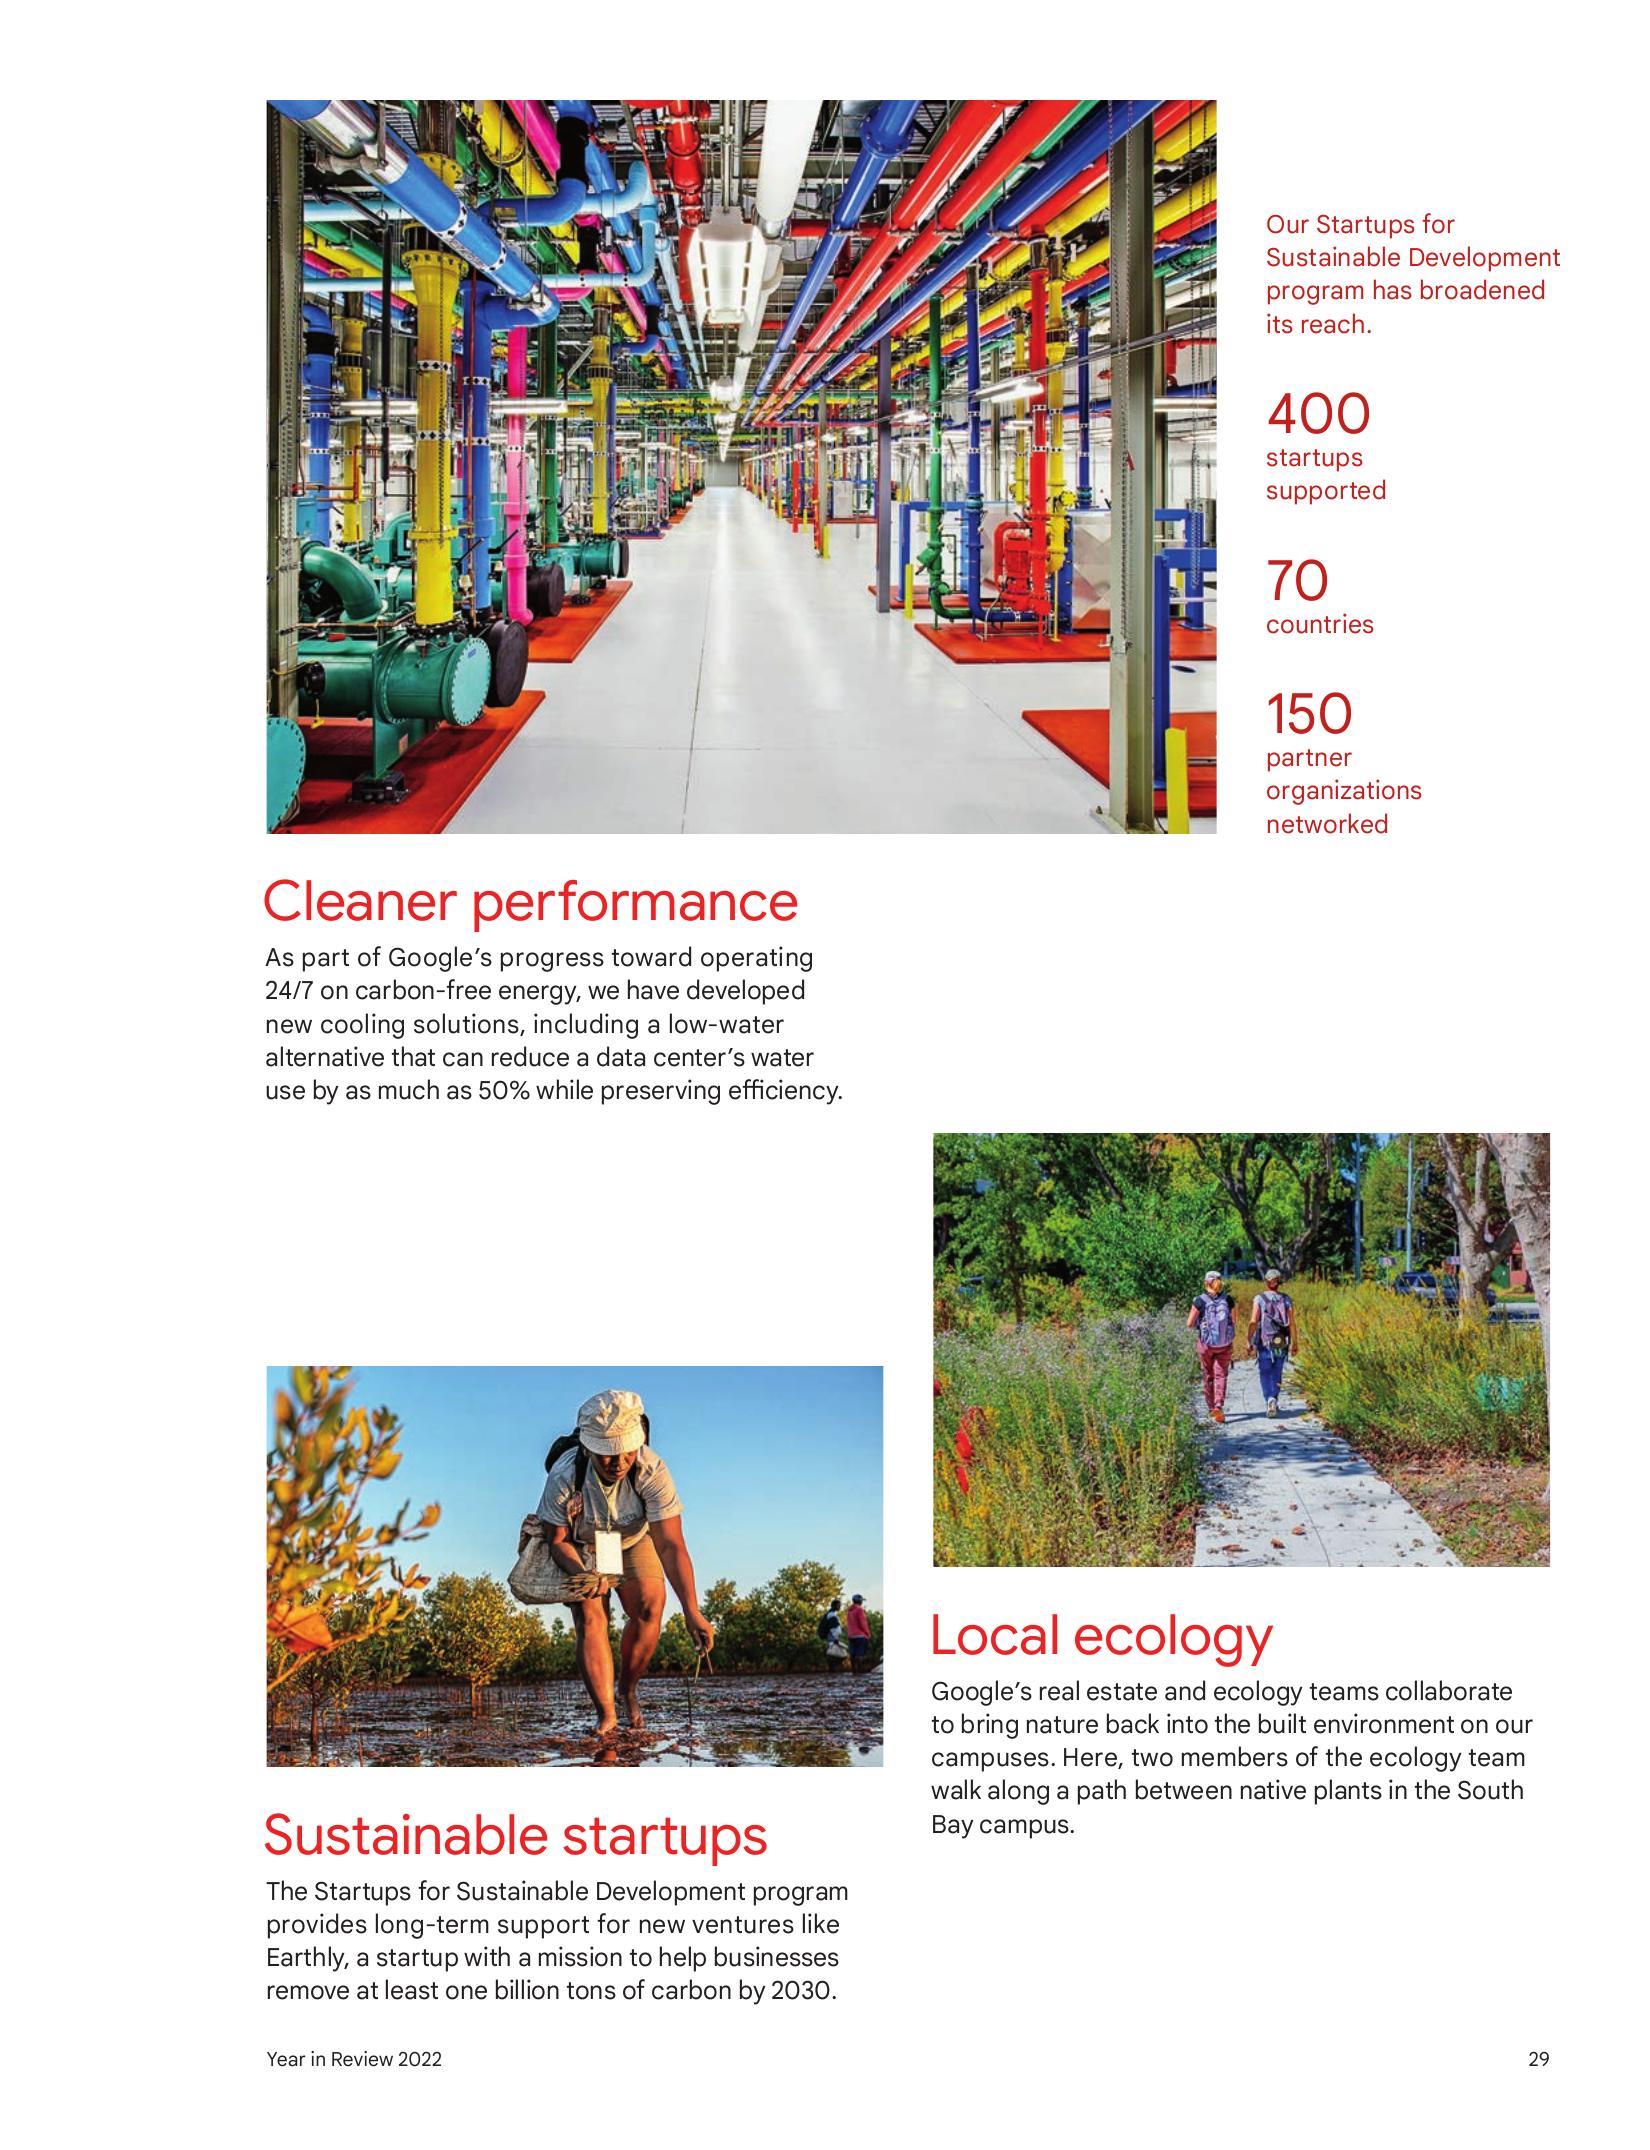 Our Startups for
Sustainable Development
program has broadened
its reach.
400
startups
supported
70
countries
150
partner
organizations
networked
Cleaner performance
As part of Google’s progress toward operating
24/7 on carbon-free energy, we have developed
new cooling solutions, including a low-water
alternative that can reduce a data center’s water
use by as much as 50% while preserving efficiency.
Local ecology
Google’s real estate and ecology teams collaborate
to bring nature back into the built environment on our
campuses. Here, two members of the ecology team
walk along a path between native plants in the South
Bay campus.
Sustainable startups
The Startups for Sustainable Development program
provides long-term support for new ventures like
Earthly, a startup with a mission to help businesses
remove at least one billion tons of carbon by 2030.
Year in Review 2022
29